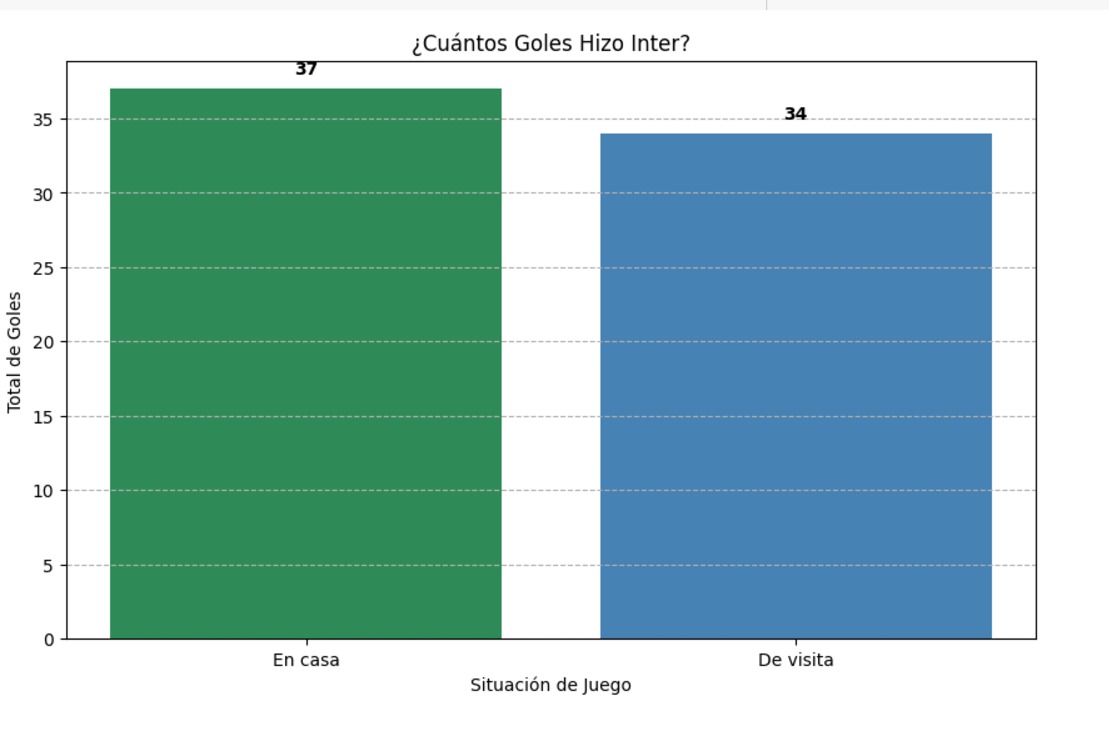 ¿Cuántos Goles Hizo Inter?
37
34
35
30
25
20
15
10
5
0
Total de Goles
En casa
De visita
Situación de Juego